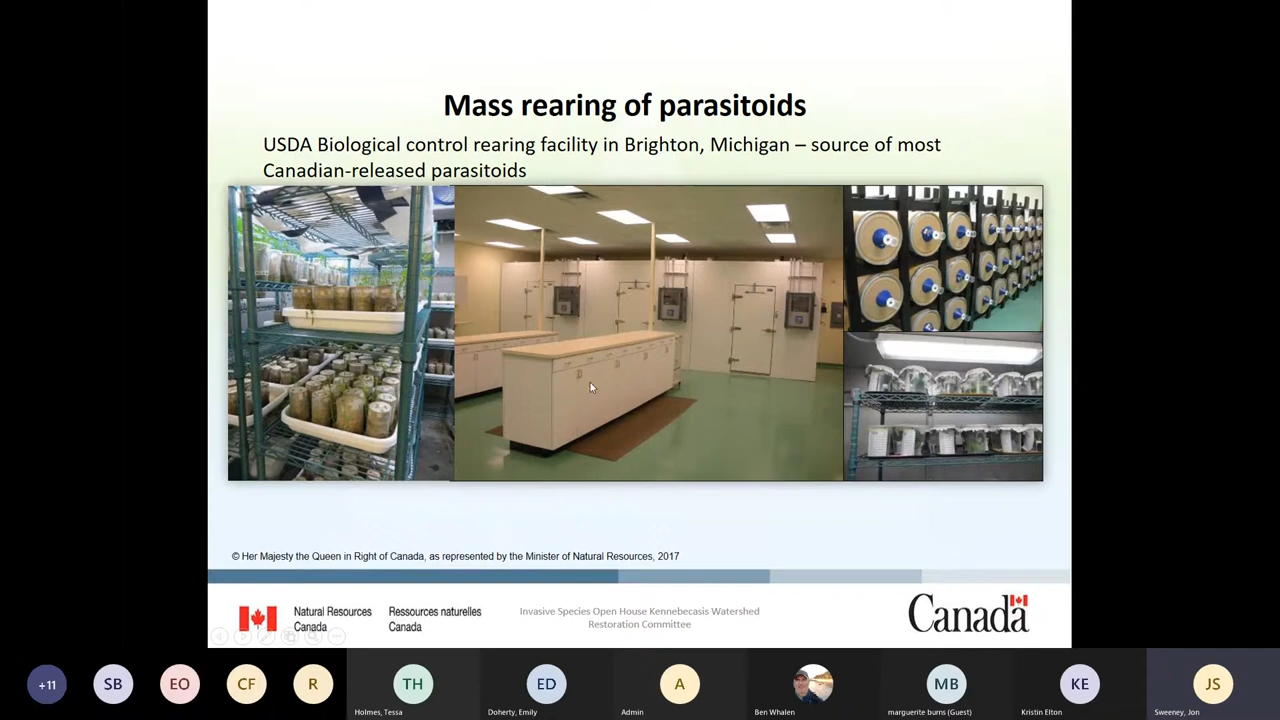 Mass rearing of parasitoids
USDA Biological control rearing facility in Brighton, Michigan – source of most
Canadian-released parasitoids
© Her Majesty the Queen in Right of Canada, as represented by the Minister of Natural Resources, 2017
Natural Resources
Canada
Ressources naturelles
Canada
Invasive Species Open House Kennebecasis Watershed
Restoration Committee
Canada
+11
SB
EO
CF
R
TH
Holmes, Tessa
ED
Doherty, Emily
A
Admin
Ben Whalen
MB
marguerite burns (Guest)
KE
Kristin Elton
JS
Sweeney, Jon